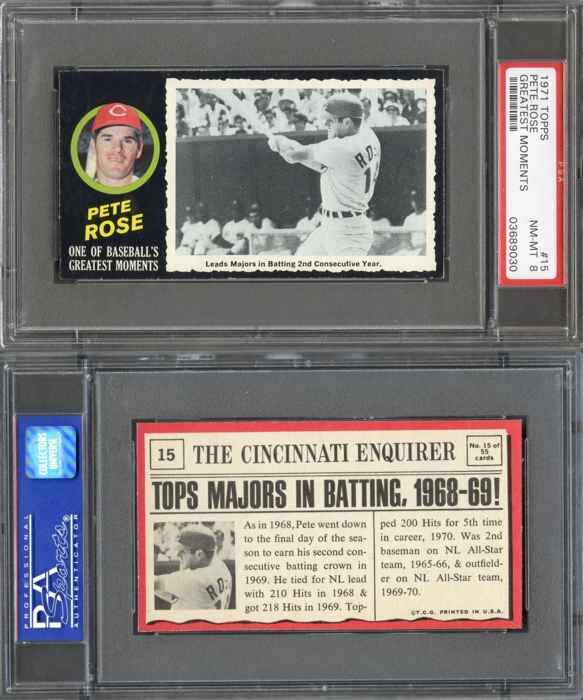 PETE
ROSE
ONE OF BASEBALL'S
GREATEST MOMENTS
ROS
1
Leads Majors in Batting 2nd Consecutive Year.
1971 TOPPS
PETE ROSE
GREATEST MOMENTS
PSA
#15
NM-MT 8
03689030
COLLECTORS
UNIVERSE
PROFESSIONAL
PSA
Sports
AUTHENTICATOR
15
THE CINCINNATI ENQUIRER
No. 15 of
55
cards
TOPS MAJORS IN BATTING, 1968-69!
RO
As in 1968, Pete went down
to the final day of the sea-
son to earn his second con-
secutive batting crown in
1969. He tied for NL lead
with 210 Hits in 1968 &
got 218 Hits in 1969. Top-
ped 200 Hits for 5th time
in career, 1970. Was 2nd
baseman on NL All-Star
team, 1965-66, & outfield-
er on NL All-Star team,
1969-70.
©T.C.G. PRINTED IN U.S.A.